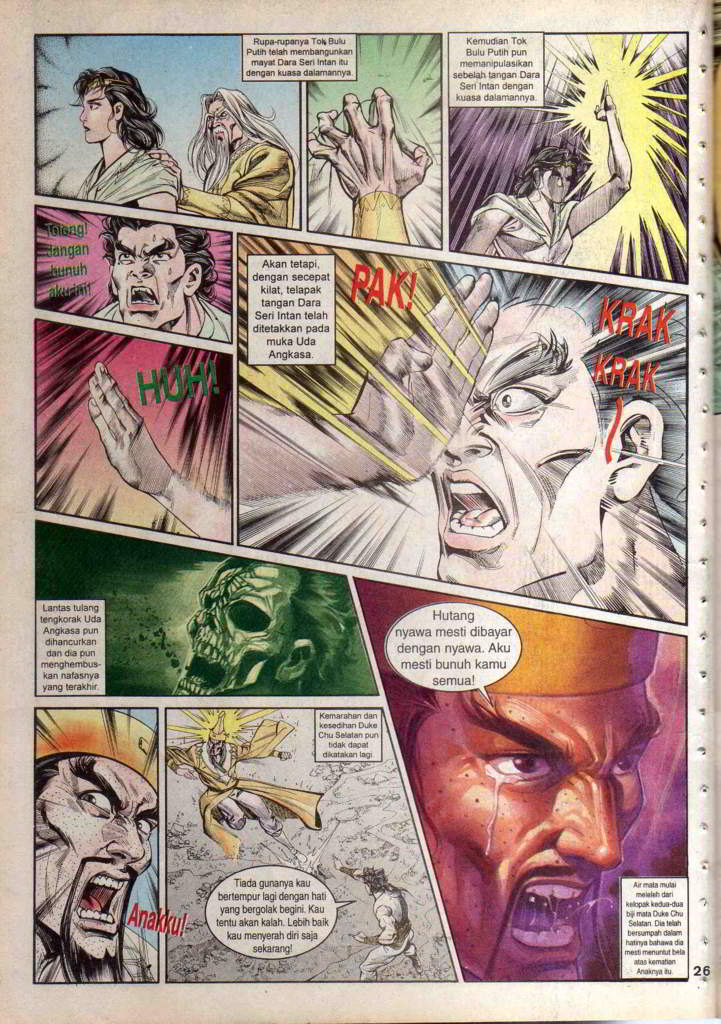 Rupa-rupanya Tok Bulu
Putih telah membangunkan
mayat Dara Seri Intan itu
dengan kuasa dalamannya.
Kemudian Tok
Bulu Putih pun
memanipulasikan
sebelah tangan Dara
Seri Intan dengan
kuasa dalamannya.
Tolong!
Jangan
bunuh
aku ini!
HUH!
Akan tetapi,
dengan secepat
kilat, telapak
tangan Dara
Seri Intan telah
ditetakkan pada
muka Uda
Angkasa.
PAK!
KRAK
KRAK
Lantas tulang
tengkorak Uda
Angkasa pun
dihancurkan
dan dia pun
menghembus-
kan nafasnya
yang terakhir.
Hutang
nyawa mesti dibayar
dengan nyawa. Aku
mesti bunuh kamu
semua!
Anakku!
Kemarahan dan
kesedihan Duke
Chu Selatan pun
tidak dapat
dikatakan lagi.
Tiada gunanya kau
bertempur lagi dengan hati
yang bergolak begini. Kau
tentu akan kalah. Lebih baik
kau menyerah diri saja
sekarang!
Air mata mulai
meleleh dari
kelopak kedua-dua
biji mata Duke Chu
Selatan. Dia telah
bersumpah dalam
hatinya bahawa dia
mesti menuntut bela
atas kematian
Anaknya itu.
26